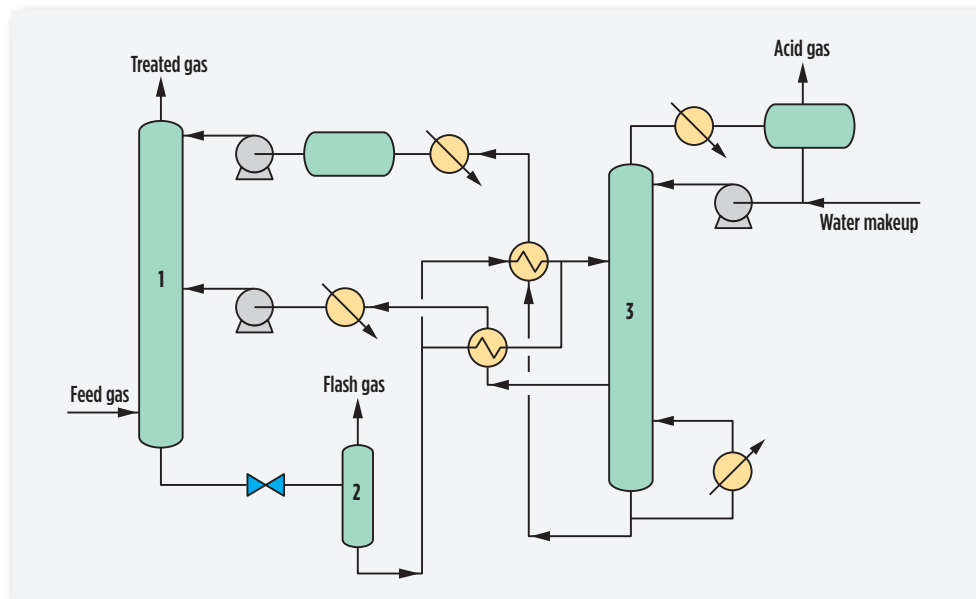 Acid gas
Treated gas
Water makeup
1
3
Flash gas
Feed gas
2